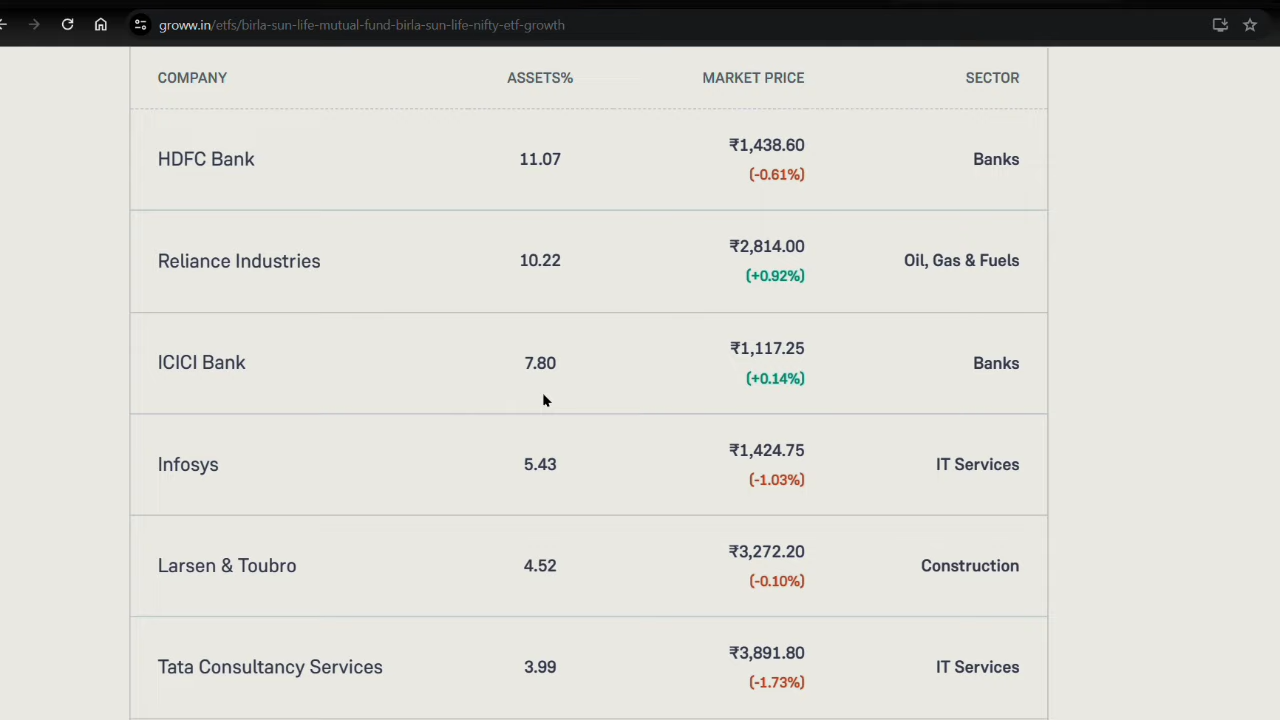 groww.in/etfs/birla-sun-life-mutual-fund-birla-sun-life-nifty-etf-growth
COMPANY ASSETS% MARKET PRICE SECTOR
HDFC Bank 11.07 ₹1,438.60 Banks
(-0.61%)
Reliance Industries 10.22 ₹2,814.00 Oil, Gas & Fuels
(+0.92%)
ICICI Bank 7.80 ₹1,117.25 Banks
(+0.14%)
Infosys 5.43 ₹1,424.75 IT Services
(-1.03%)
Larsen & Toubro 4.52 ₹3,272.20 Construction
(-0.10%)
Tata Consultancy Services 3.99 ₹3,891.80 IT Services
(-1.73%)